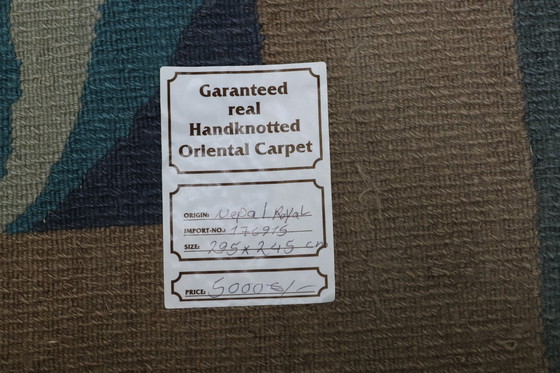 Garanteed
real
Handknotted
Oriental Carpet
ORIGIN: Nepal Royal
IMPORT-NO.: 176915
SIZE: 295 x 245 cm
PRICE: 5000 €/-